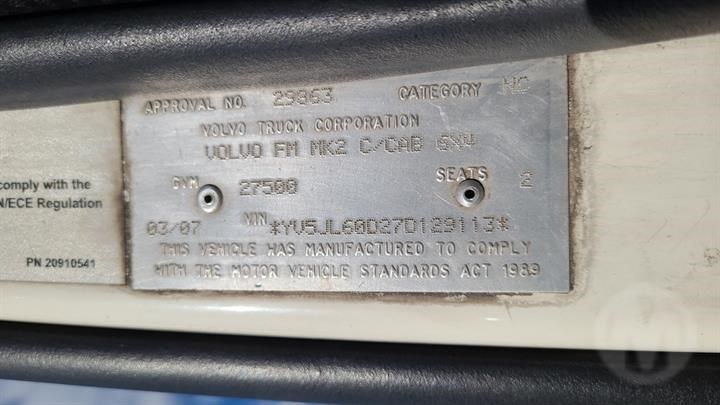 APPROVAL NO. 29863 CATEGORY NC
VOLVO TRUCK CORPORATION
VOLVO FM MK2 C/CAB 6X4
GVM 27500 SEATS 2
03/07 VIN *YV5JL60D27D129113*
THIS VEHICLE HAS MANUFACTURED TO COMPLY
WITH THE MOTOR VEHICLE STANDARDS ACT 1989
comply with the
N/ECE Regulation
PN 20910541
M